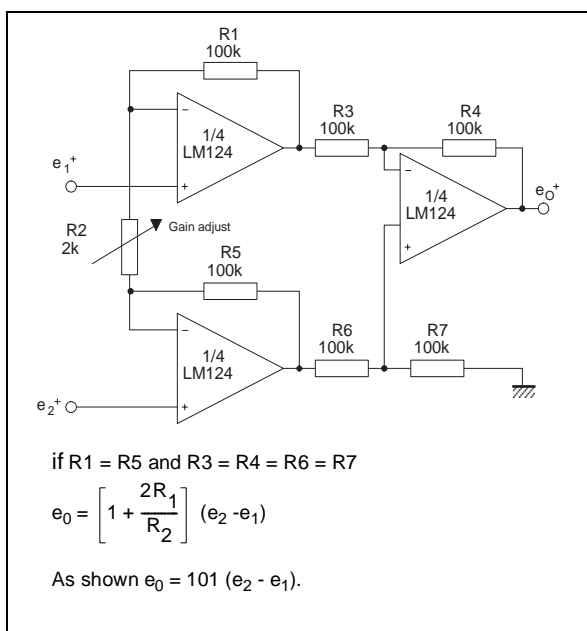 R1
100k
R3
100k
R4
100k
1/4
LM124
e1+
1/4
LM124
eO+
R2
2k
Gain adjust
R5
100k
R6
100k
R7
100k
1/4
LM124
e2+
if R1 = R5 and R3 = R4 = R6 = R7
e0 = [1 + 2R1/R2] (e2 -e1)
As shown e0 = 101 (e2 - e1).